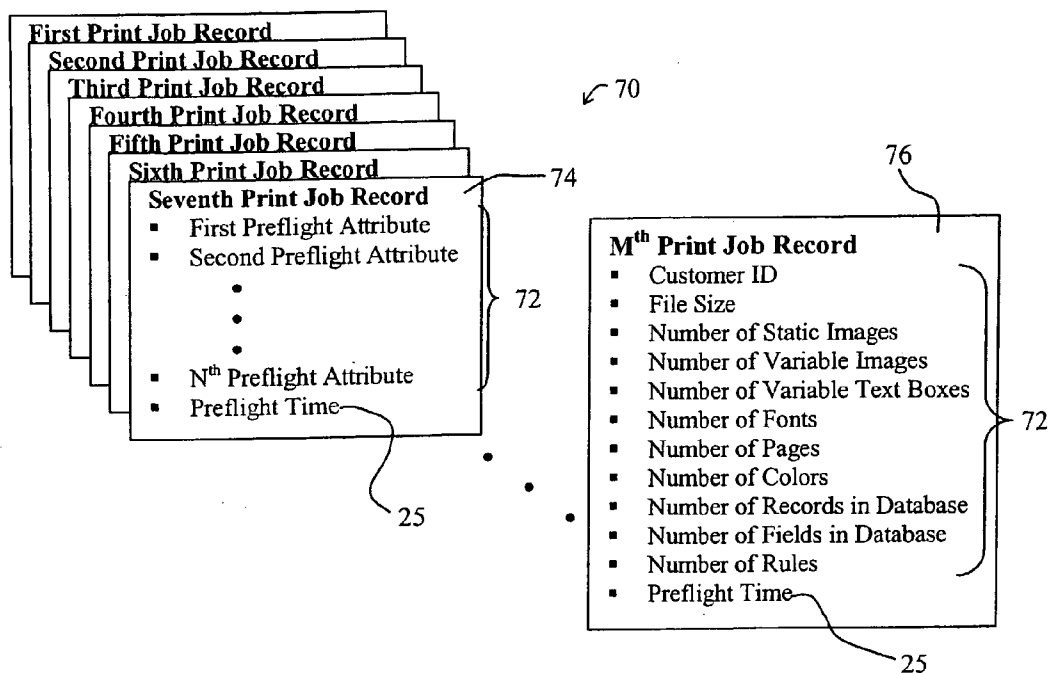 First Print Job Record
Second Print Job Record
Third Print Job Record
Fourth Print Job Record
Fifth Print Job Record
Sixth Print Job Record
Seventh Print Job Record
▪ First Preflight Attribute
▪ Second Preflight Attribute
▪ Nth Preflight Attribute
▪ Preflight Time
74
72
25
70
76
Mth Print Job Record
▪ Customer ID
▪ File Size
▪ Number of Static Images
▪ Number of Variable Images
▪ Number of Variable Text Boxes
▪ Number of Fonts
▪ Number of Pages
▪ Number of Colors
▪ Number of Records in Database
▪ Number of Fields in Database
▪ Number of Rules
▪ Preflight Time
72
25